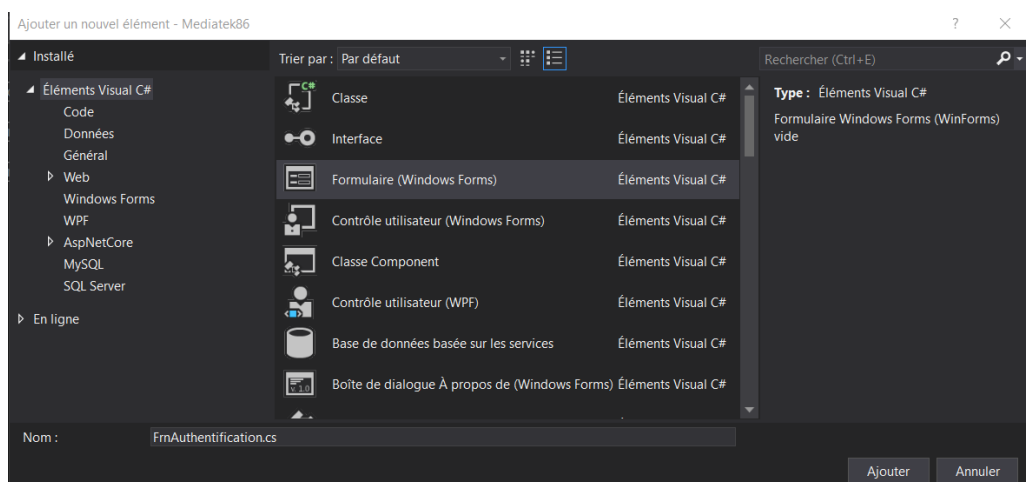 Ajouter un nouvel élément - Mediatek86
? ×
Installé
Trier par : Par défaut
Rechercher (Ctrl+E)
Éléments Visual C#
Code
Données
Général
Web
Windows Forms
WPF
AspNetCore
MySQL
SQL Server
En ligne
C#
Classe Éléments Visual C#
Interface Éléments Visual C#
Formulaire (Windows Forms) Éléments Visual C#
Contrôle utilisateur (Windows Forms) Éléments Visual C#
Classe Component Éléments Visual C#
Contrôle utilisateur (WPF) Éléments Visual C#
Base de données basée sur les services Éléments Visual C#
v. 1.0
Boîte de dialogue À propos de (Windows Forms) Éléments Visual C#
Type : Éléments Visual C#
Formulaire Windows Forms (WinForms)
vide
Nom : FrnAuthentification.cs
Ajouter Annuler